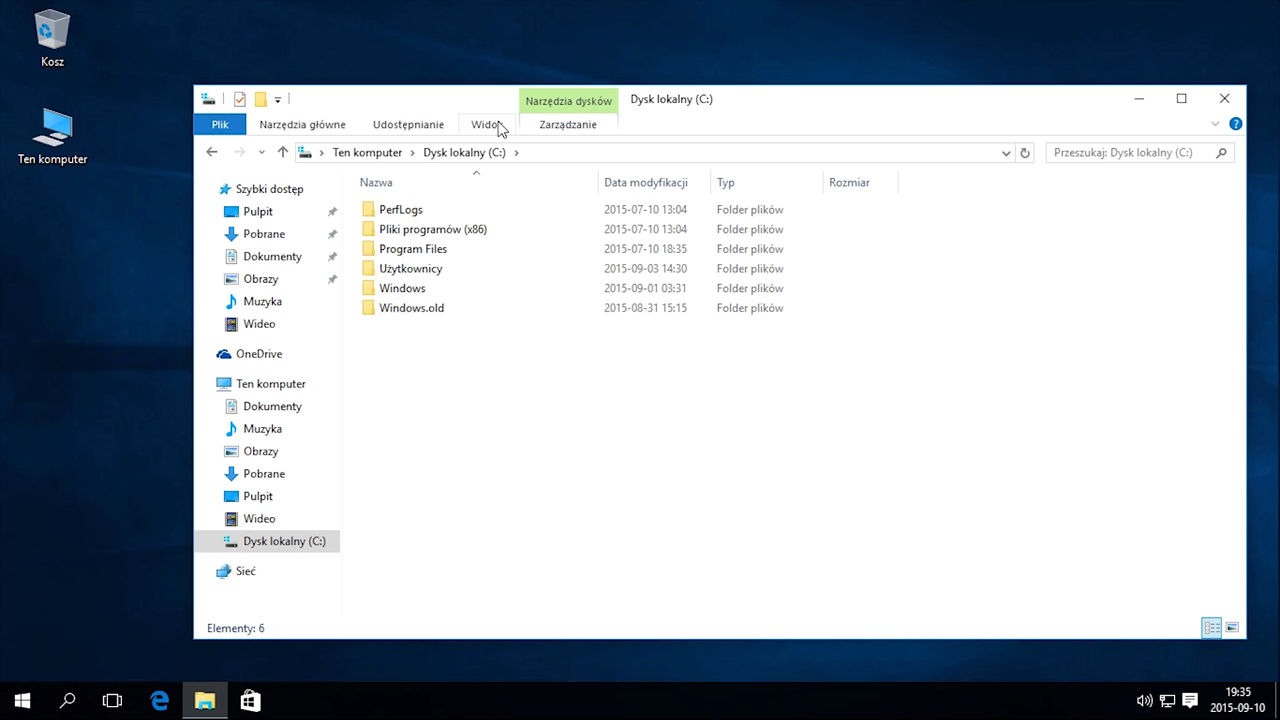 Kosz
Ten komputer
Narzędzia dysków
Dysk lokalny (C:)
Plik
Narzędzia główne
Udostępnianie
Zarządzanie
Ten komputer
Dysk lokalny (C:)
Przeszukaj: Dysk lokalny (C:)
Szybki dostęp
Pulpit
Pobrane
Dokumenty
Obrazy
Muzyka
Wideo
OneDrive
Ten komputer
Dokumenty
Muzyka
Obrazy
Pobrane
Pulpit
Wideo
Dysk lokalny (C:)
Sieć
Nazwa Data modyfikacji Typ Rozmiar
PerfLogs 2015-07-10 13:04 Folder plików
Pliki programów (x86) 2015-07-10 13:04 Folder plików
Program Files 2015-07-10 18:35 Folder plików
Użytkownicy 2015-09-03 14:30 Folder plików
Windows 2015-09-01 03:31 Folder plików
Windows.old 2015-08-31 15:15 Folder plików
Elementy: 6
19:35
2015-09-10